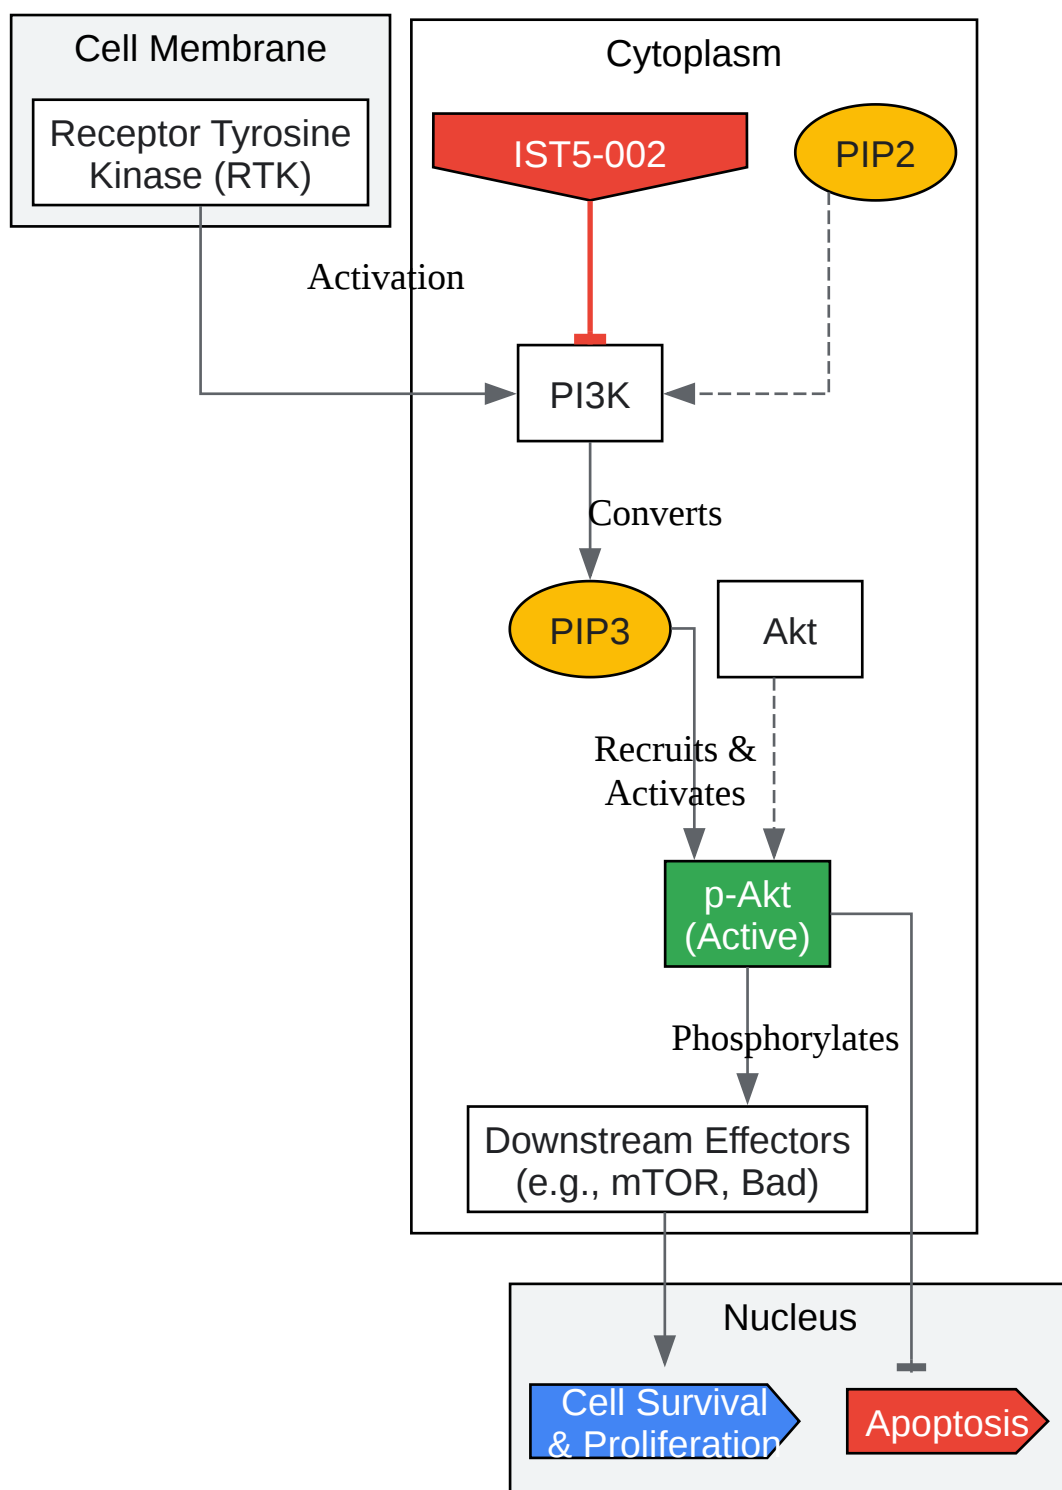 Cell Membrane
Receptor Tyrosine
Kinase (RTK)
Cytoplasm
IST5-002
PIP2
Activation
PI3K
Converts
PIP3
Akt
Recruits &
Activates
p-Akt
(Active)
Phosphorylates
Downstream Effectors
(e.g., mTOR, Bad)
Nucleus
Cell Survival
& Proliferation
Apoptosis